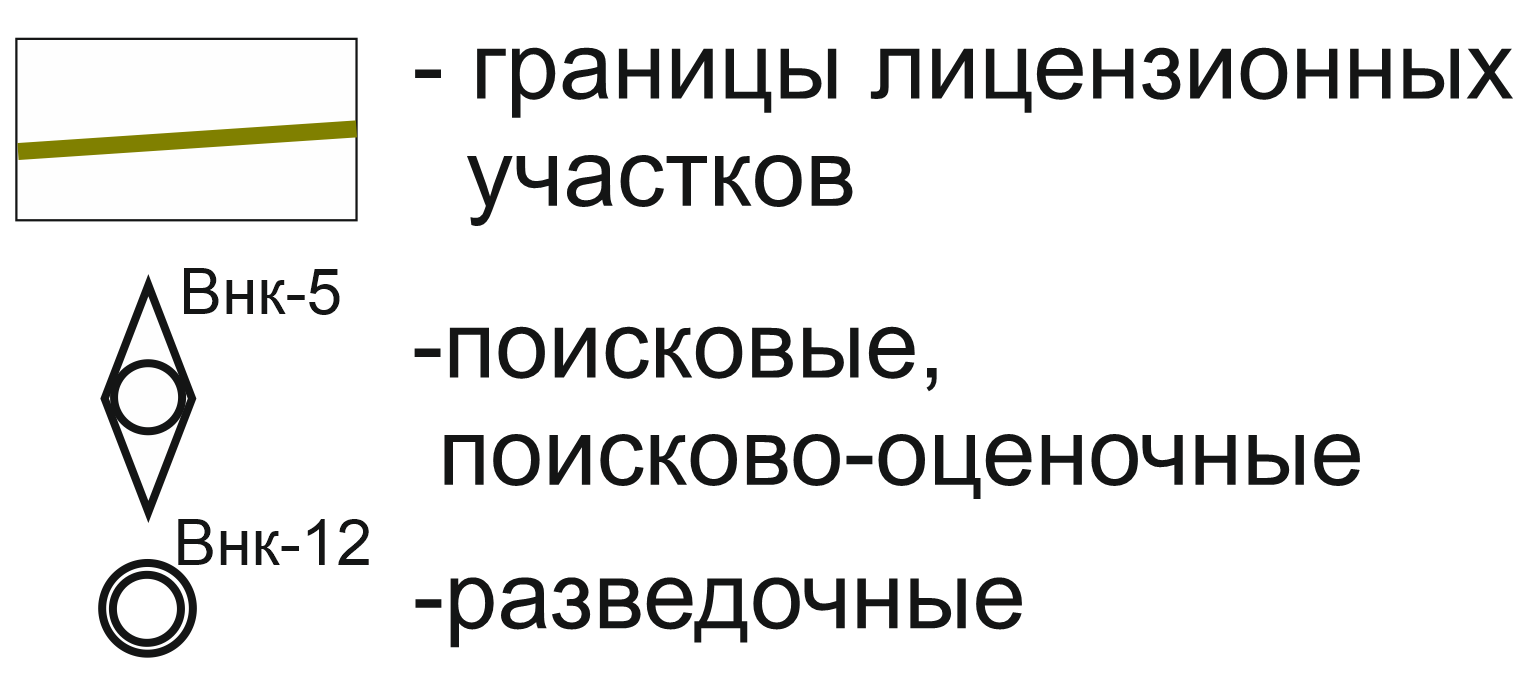 - границы лицензионных
участков
Внк-5
-поисковые,
поисково-оценочные
Внк-12
-разведочные